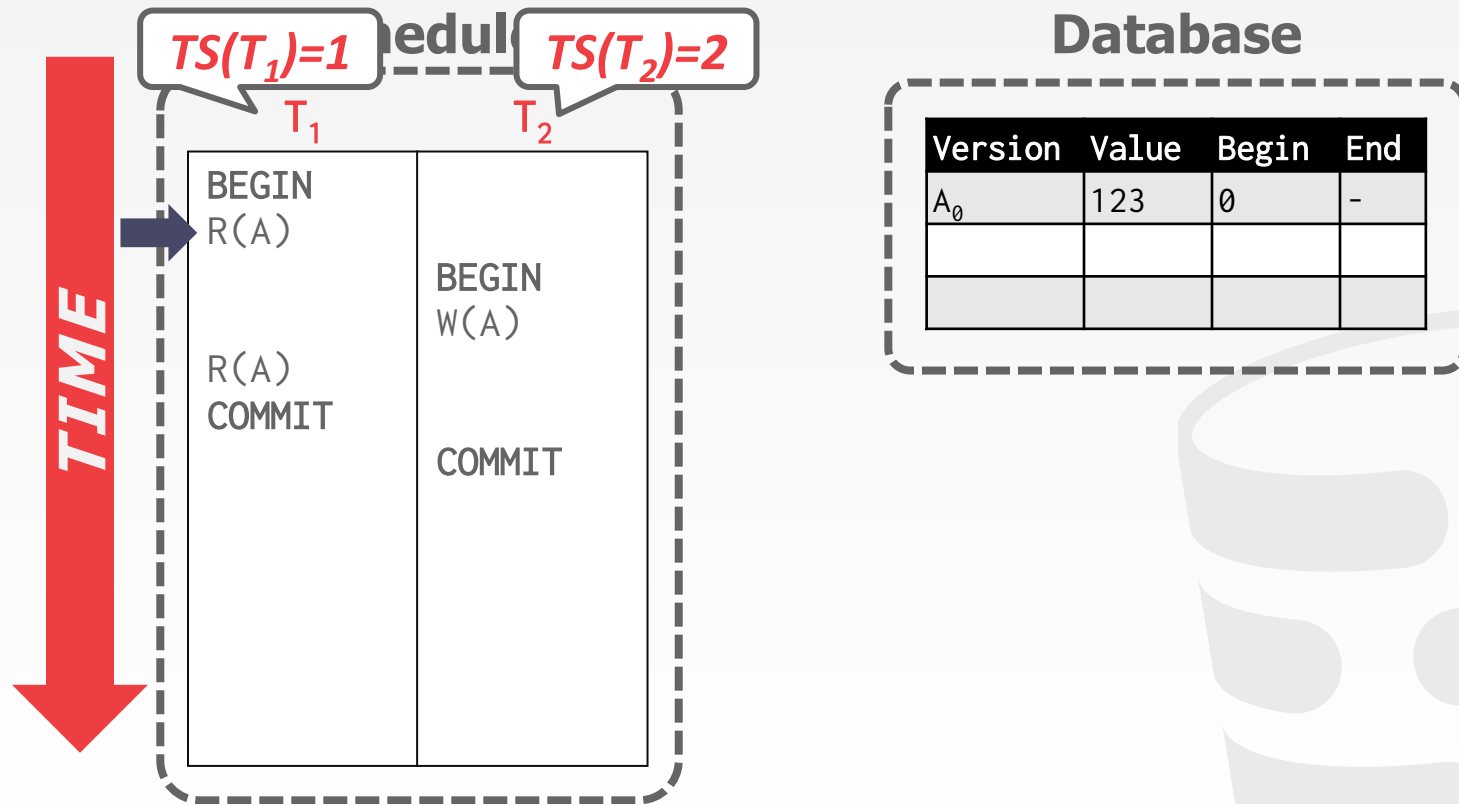 TS(T₁)=1
edul
TS(T₂)=2
T₁
T₂
TIME
BEGIN
R(A)
BEGIN
W(A)
R(A)
COMMIT
COMMIT
Database
Version Value Begin End
A₀ 123 0 -